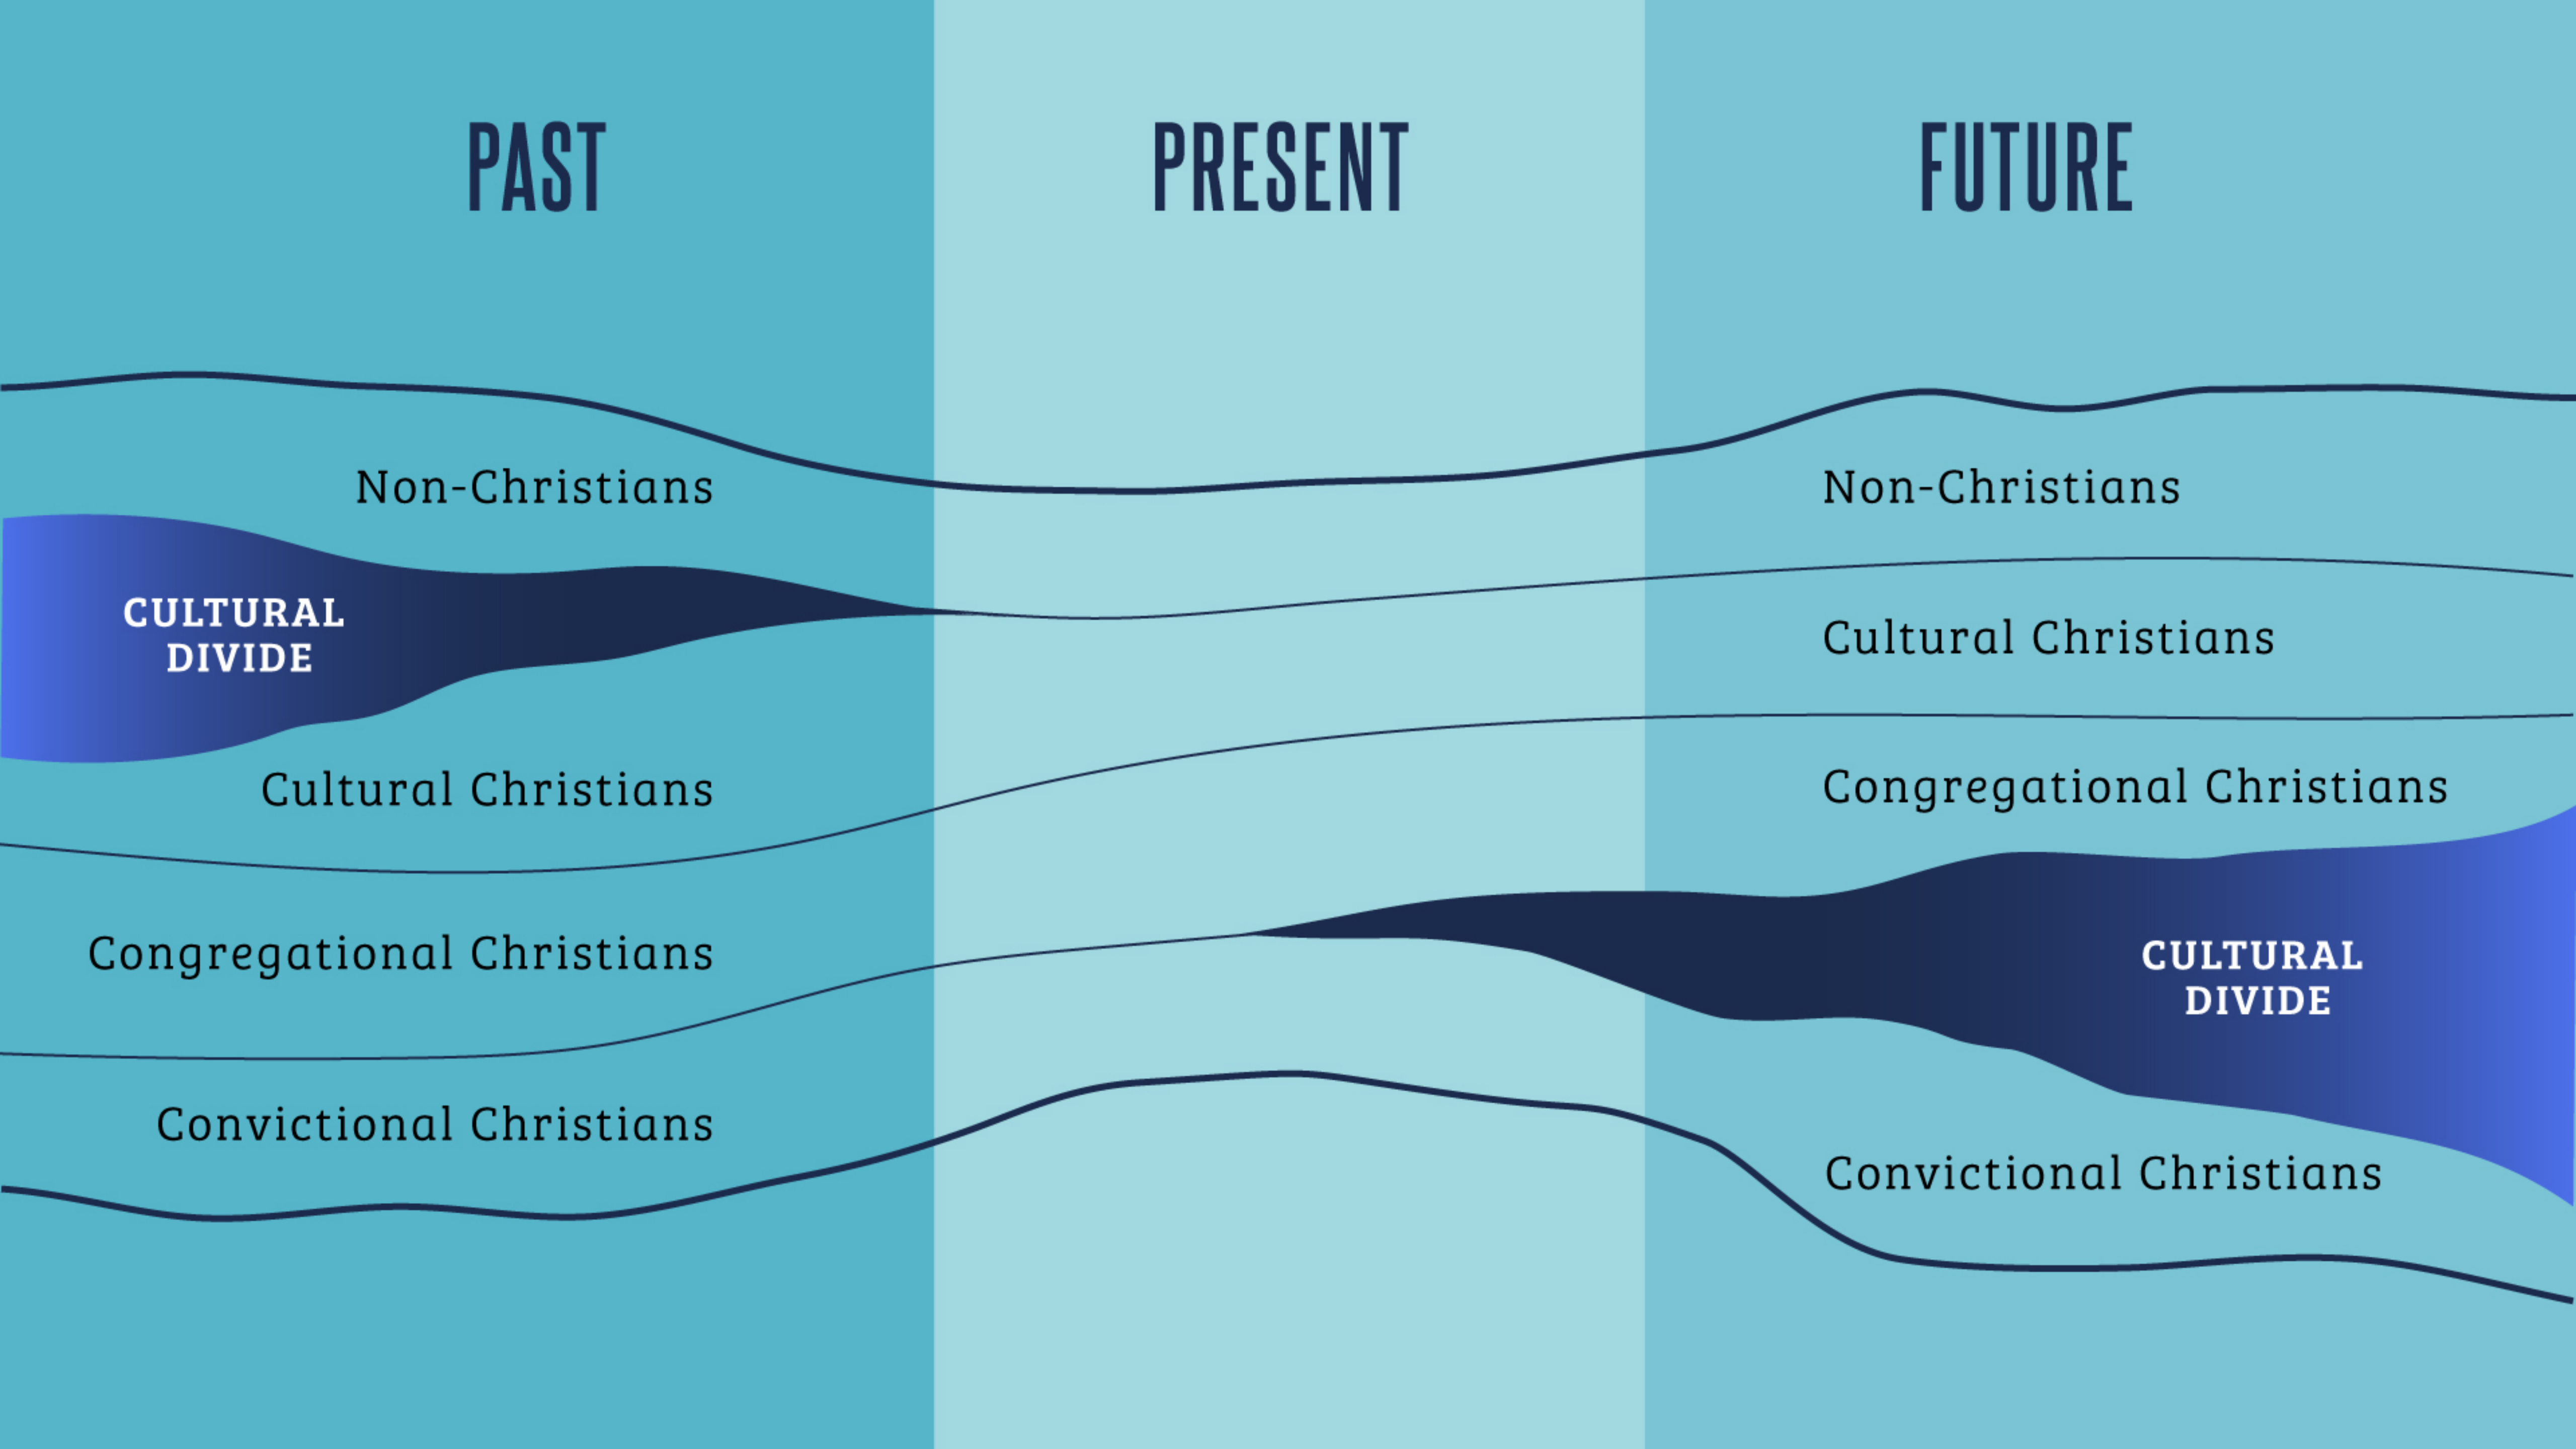 PAST
PRESENT
FUTURE
Non-Christians
CULTURAL
DIVIDE
Cultural Christians
Congregational Christians
Convictional Christians
Non-Christians
Cultural Christians
Congregational Christians
CULTURAL
DIVIDE
Convictional Christians